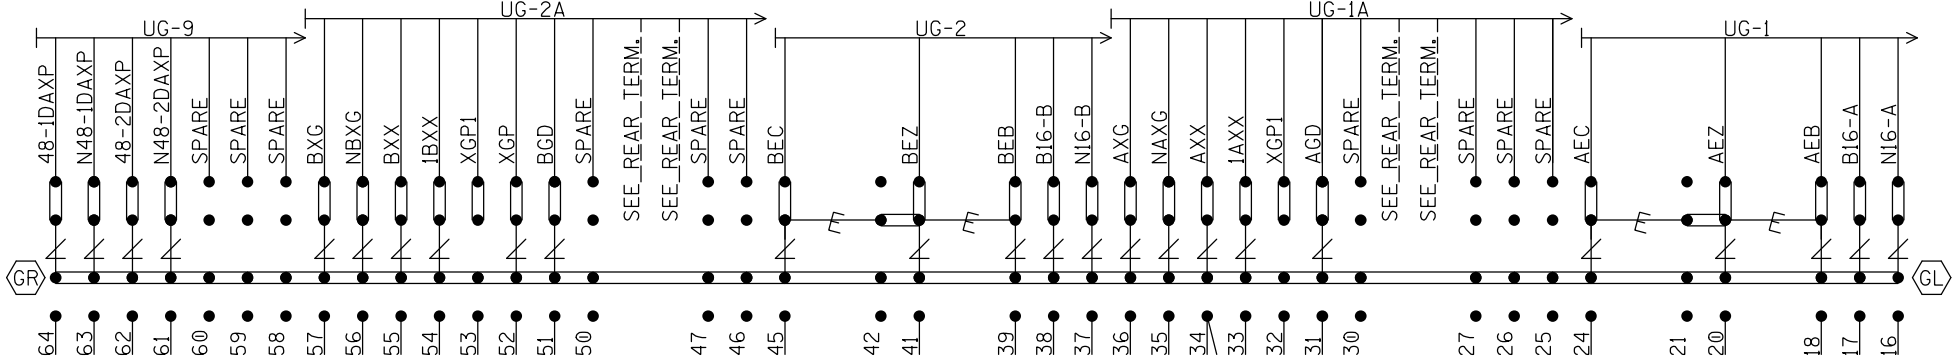 UG-9
UG-2A
UG-2
UG-1A
UG-1
48-1DAXP
N48-1DAXP
48-2DAXP
N48-2DAXP
SPARE
SPARE
SPARE
BXG
NBXG
BXX
1BXX
XGP1
XGP
BGD
SPARE
SEE REAR TERM.
SEE REAR TERM.
SPARE
SPARE
BEC
BEZ
BEB
B16-B
N16-B
AXG
NAXG
AXX
1AXX
XGP1
AGD
SPARE
SEE REAR TERM.
SEE REAR TERM.
SPARE
SPARE
SPARE
AEC
AEZ
AEB
B16-A
N16-A
E
E
E
E
GR
GL
64
63
62
61
60
59
58
57
56
55
54
53
52
51
50
47
46
45
42
41
39
38
37
36
35
34
33
32
31
30
27
26
25
24
21
20
18
17
16